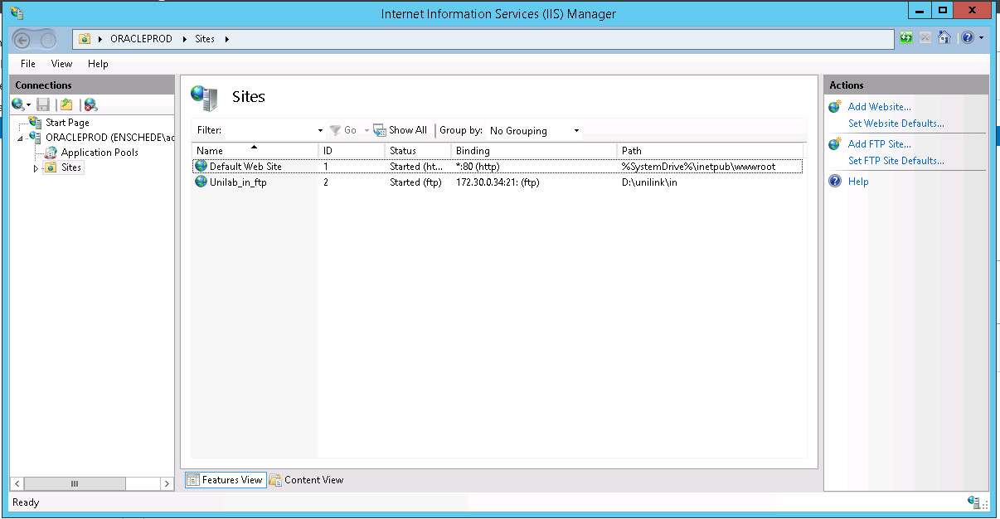 Internet Information Services (IIS) Manager
ORACLEPROD Sites
File View Help
Connections
Start Page
ORACLEPROD (ENSCHEDE\ac
Application Pools
Sites
Sites
Filter: Go Show All Group by: No Grouping
Name ID Status Binding Path
Default Web Site 1 Started (ht... *:80 (http) %SystemDrive%\inetpub\wwwroot
Unilab_in_ftp 2 Started (ftp) 172.30.0.34:21: (ftp) D:\unilink\in
Features View Content View
Actions
Add Website...
Set Website Defaults...
Add FTP Site...
Set FTP Site Defaults...
Help
Ready